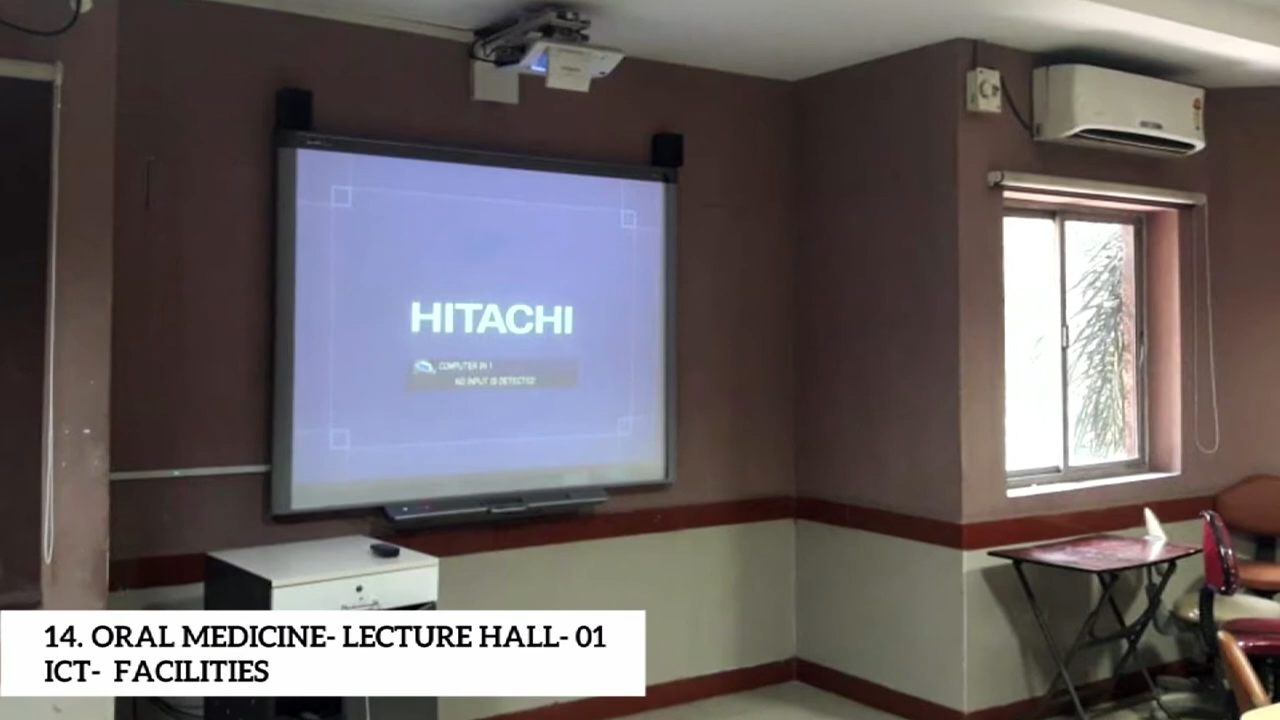 HITACHI
COMPUTER IN 1
NO INPUT IS DETECTED
14. ORAL MEDICINE- LECTURE HALL- 01
ICT- FACILITIES